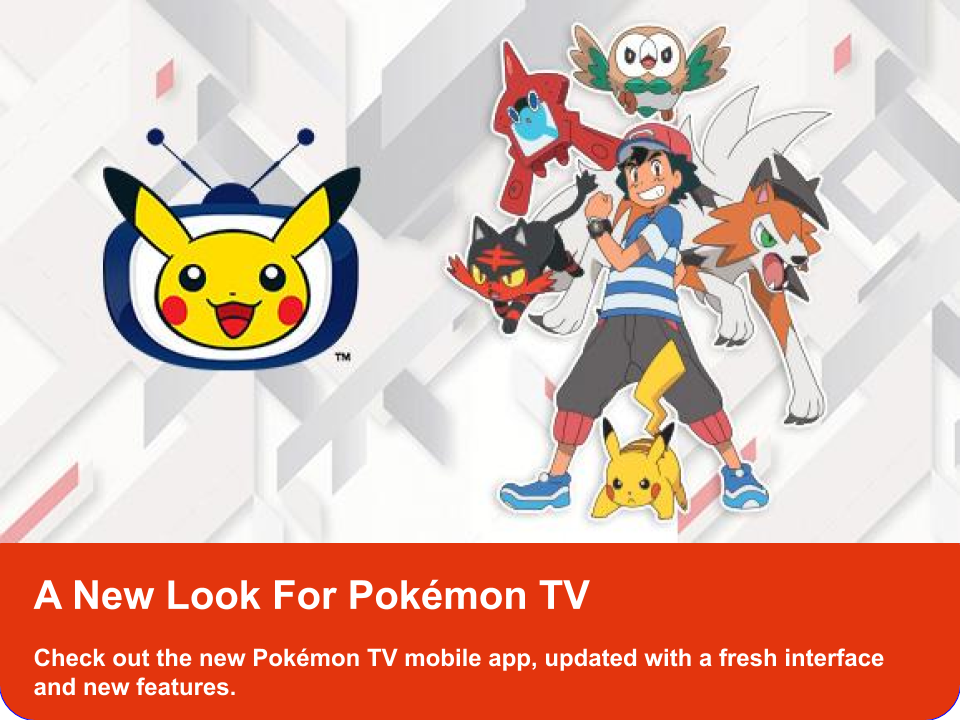 TM
A New Look For Pokémon TV
Check out the new Pokémon TV mobile app, updated with a fresh interface
and new features.